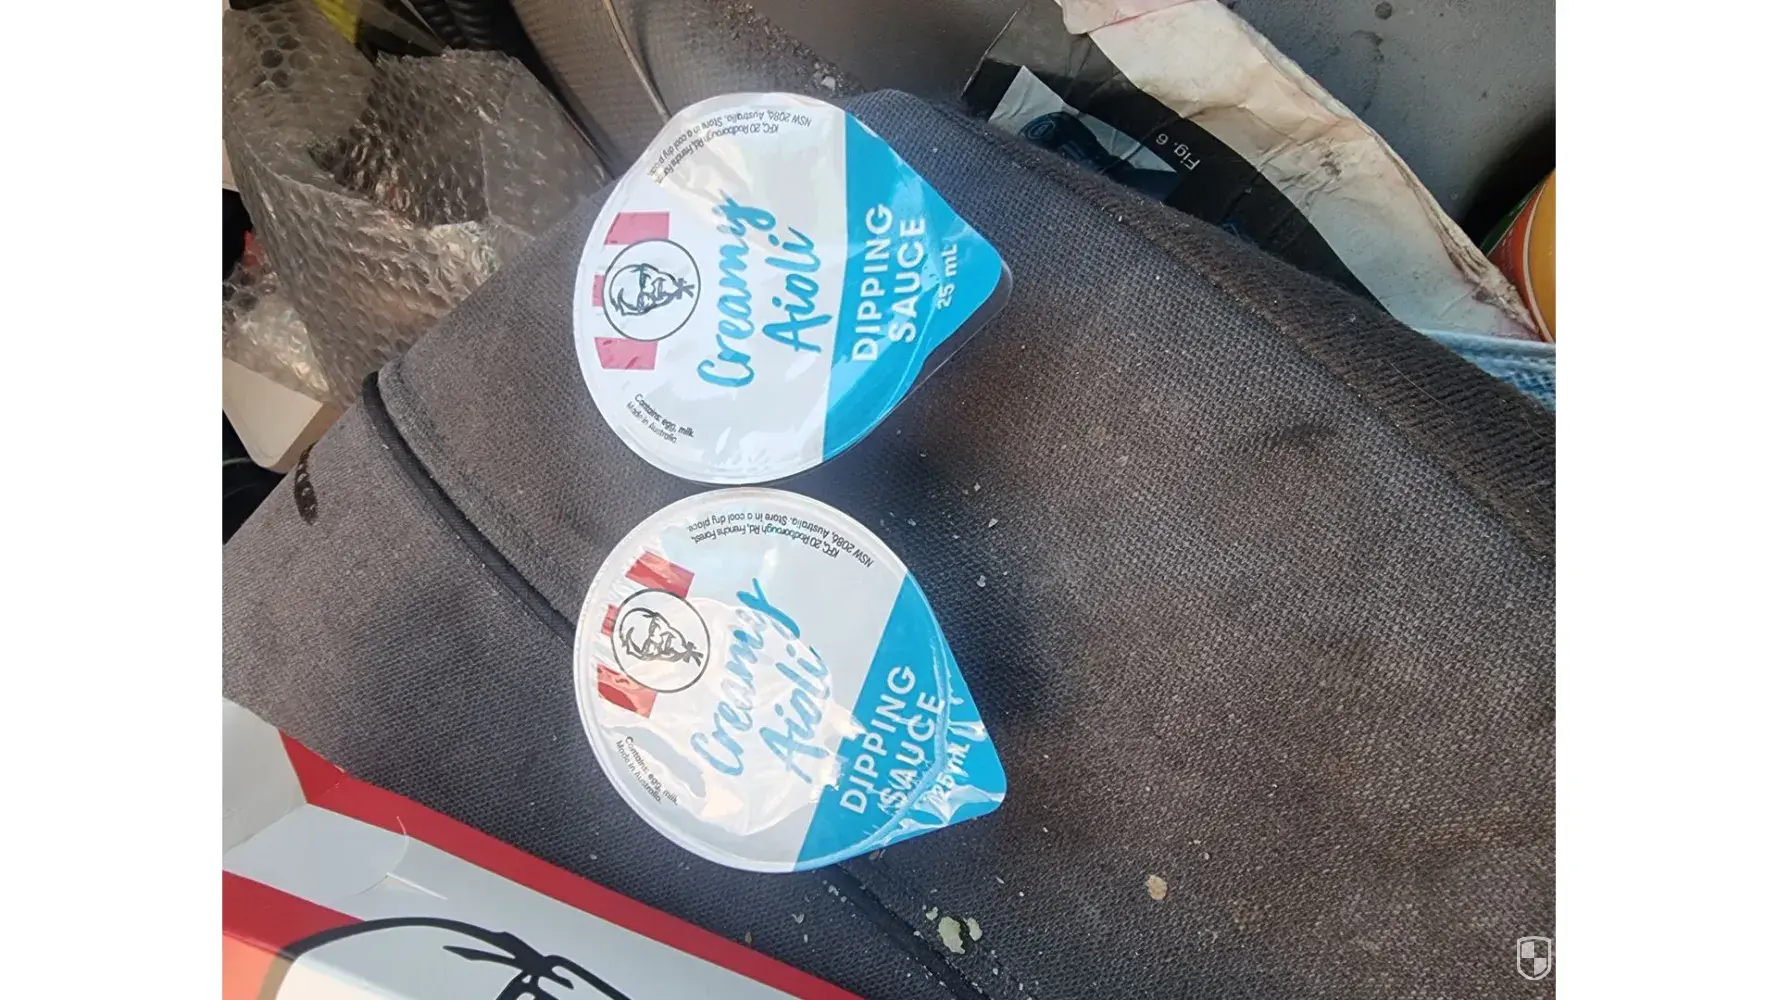 KFC, 20 Rodborough Rd, Frenchs Forest,
NSW 2086, Australia. Store in a cool dry place.
Creamy
Aioli
DIPPING
SAUCE
25 mL
Contains: egg, milk.
Made in Australia.
KFC, 20 Rodborough Rd, Frenchs Forest,
NSW 2086, Australia. Store in a cool dry place.
Creamy
Aioli
DIPPING
SAUCE
25 mL
Contains: egg, milk.
Made in Australia.
Fig. 6